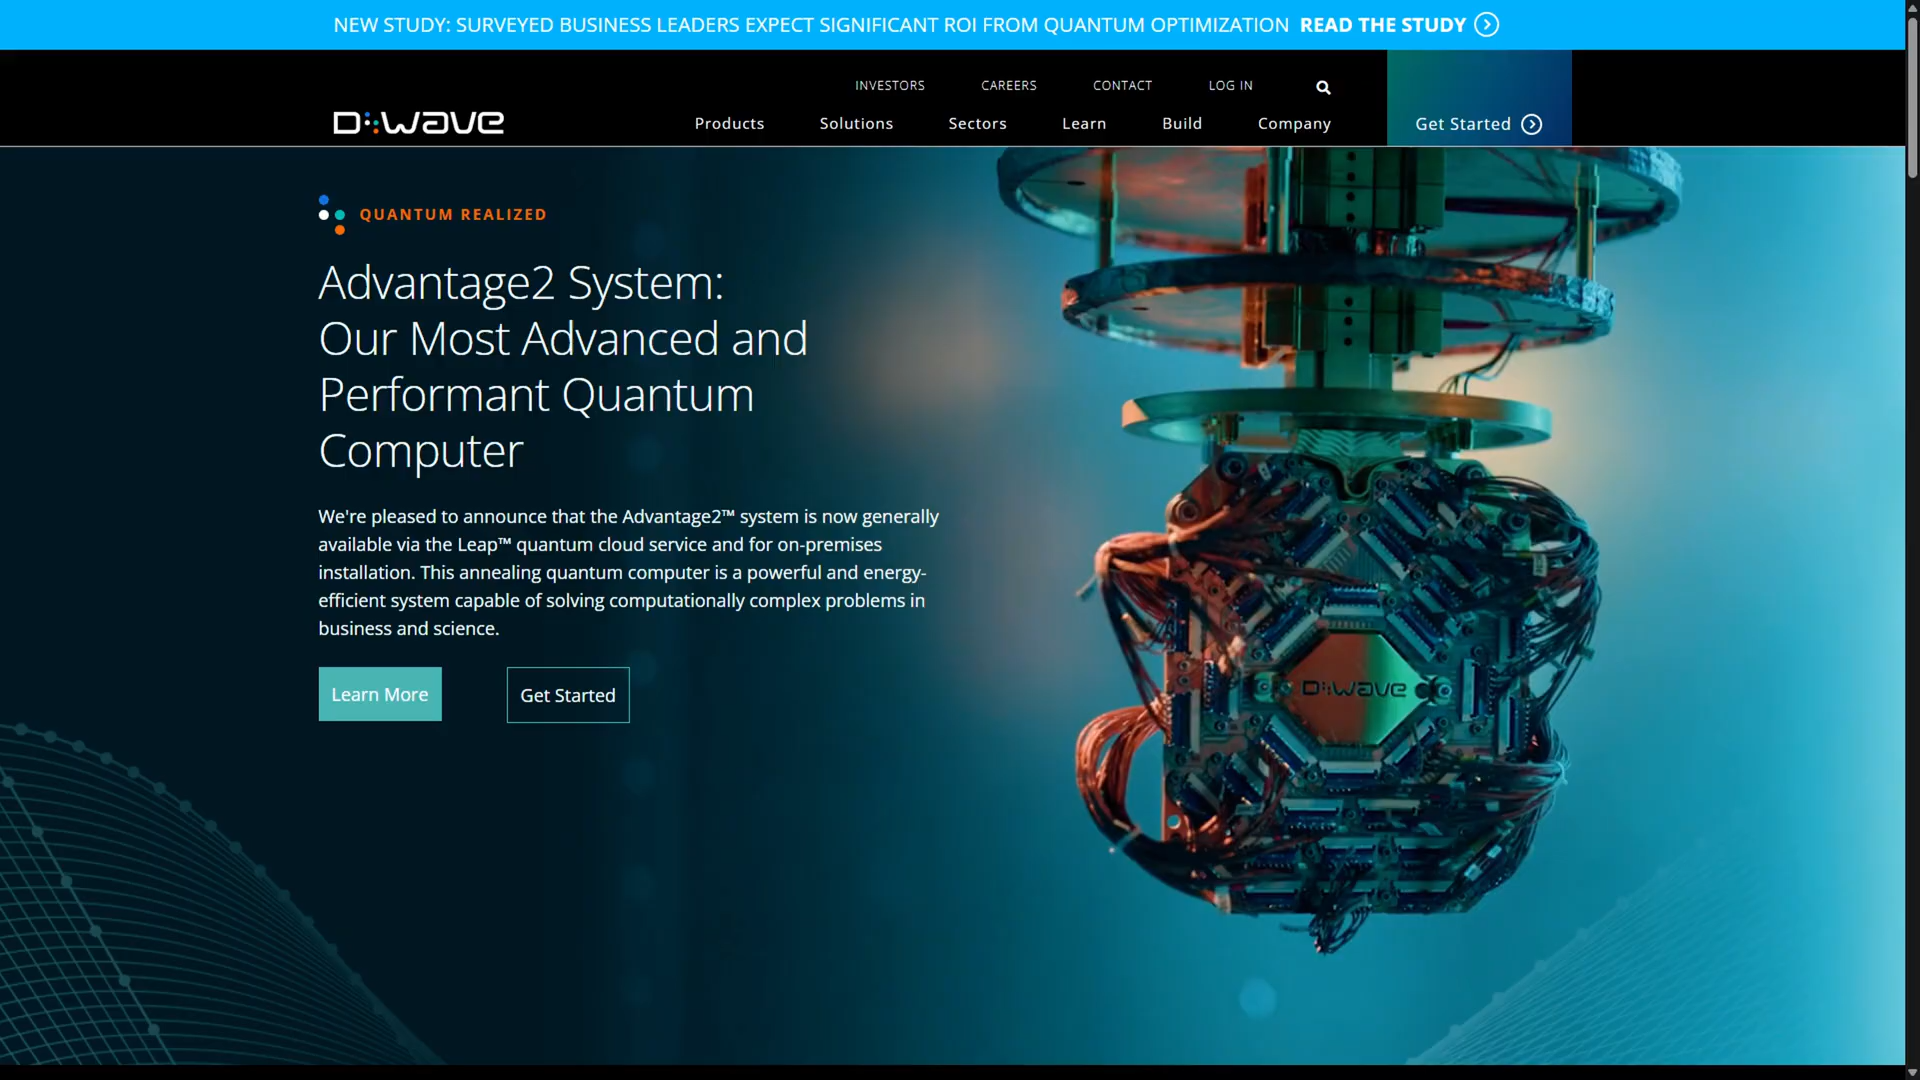 NEW STUDY: SURVEYED BUSINESS LEADERS EXPECT SIGNIFICANT ROI FROM QUANTUM OPTIMIZATION READ THE STUDY
INVESTORS CAREERS CONTACT LOG IN
D:wave Products Solutions Sectors Learn Build Company Get Started
QUANTUM REALIZED
Advantage2 System:
Our Most Advanced and
Performant Quantum
Computer
We're pleased to announce that the Advantage2™ system is now generally
available via the Leap™ quantum cloud service and for on-premises
installation. This annealing quantum computer is a powerful and energy-
efficient system capable of solving computationally complex problems in
business and science.
Learn More Get Started
D:wave